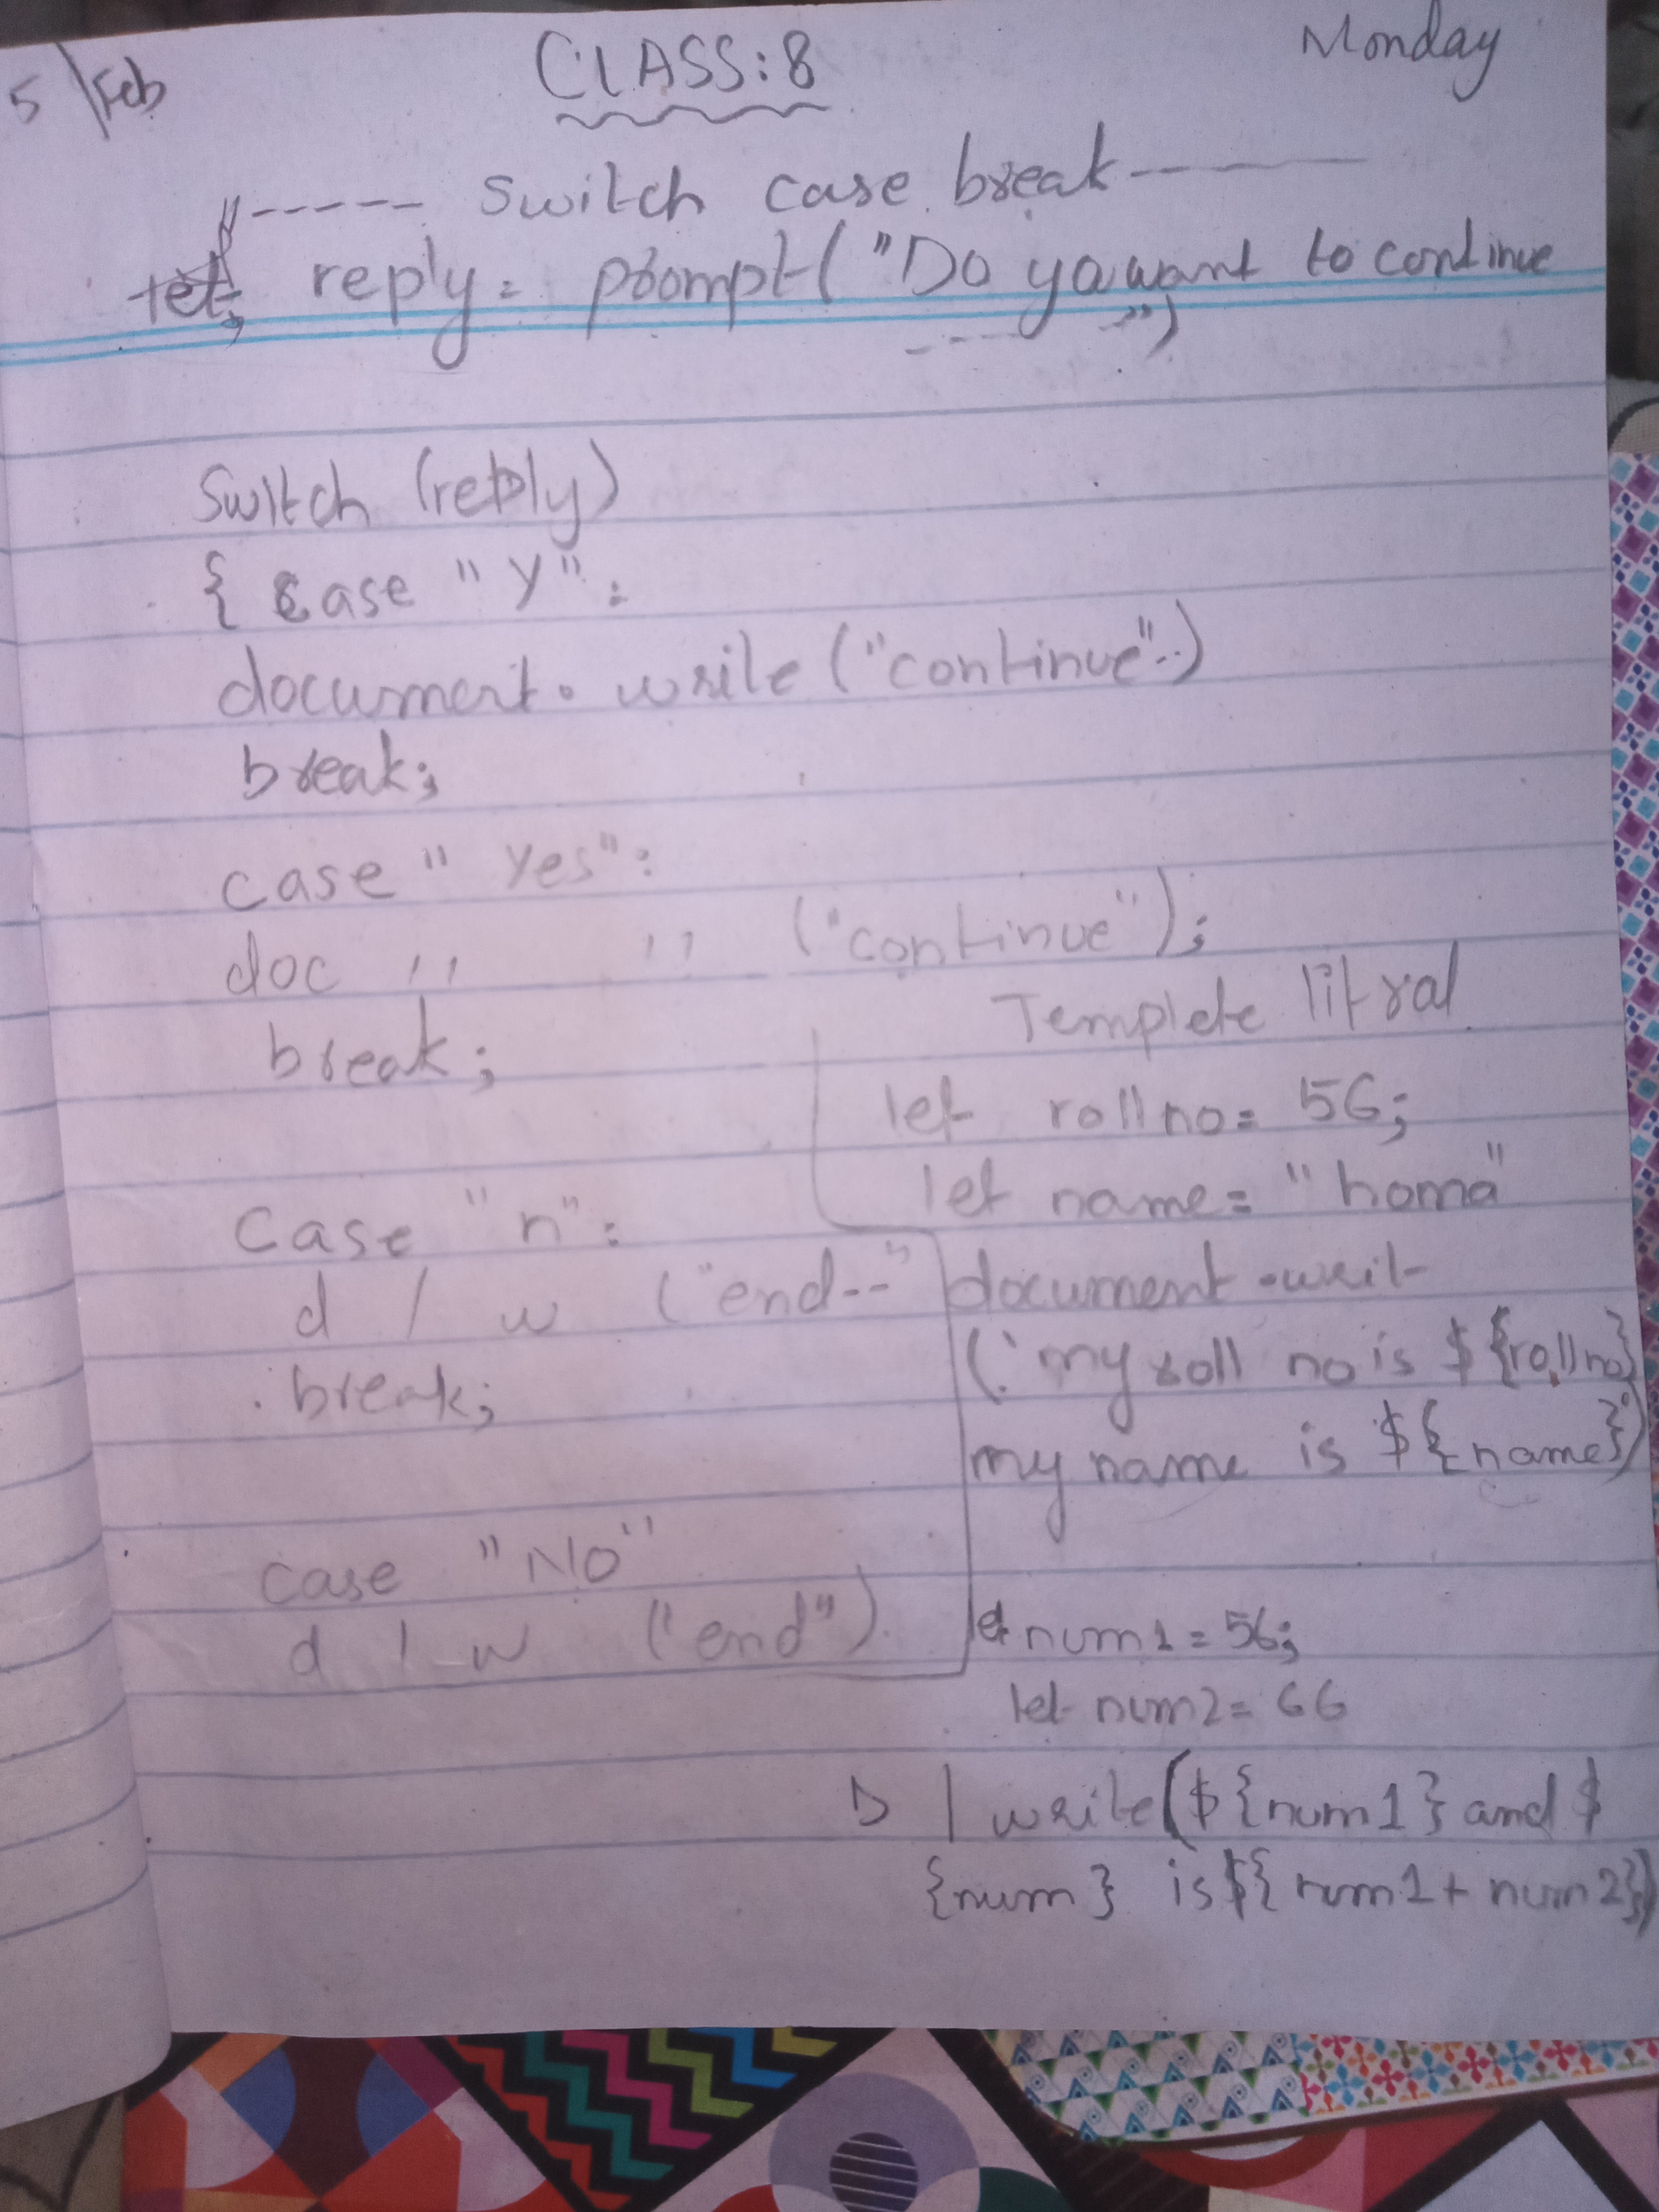 5 \Feb CLASS:8 Monday
//----- switch case break-----
let reply = prompt("Do you want to continue
---- ")
Switch (reply)
{ case "Y":
document.write("continue"..)
break;
case "Yes":
doc '' '' ("continue");
break;
case "n":
d / w ("end--"
break;
case "No"
d / w ("end")
Templete litral
let rollno = 56;
let name = "homa"
document.writ
(`my roll no is ${rollno}
my name is ${name}`)
let num1 = 56;
let num2 = 66
D / write(${num1} and $
{num} is ${num1 + num2})